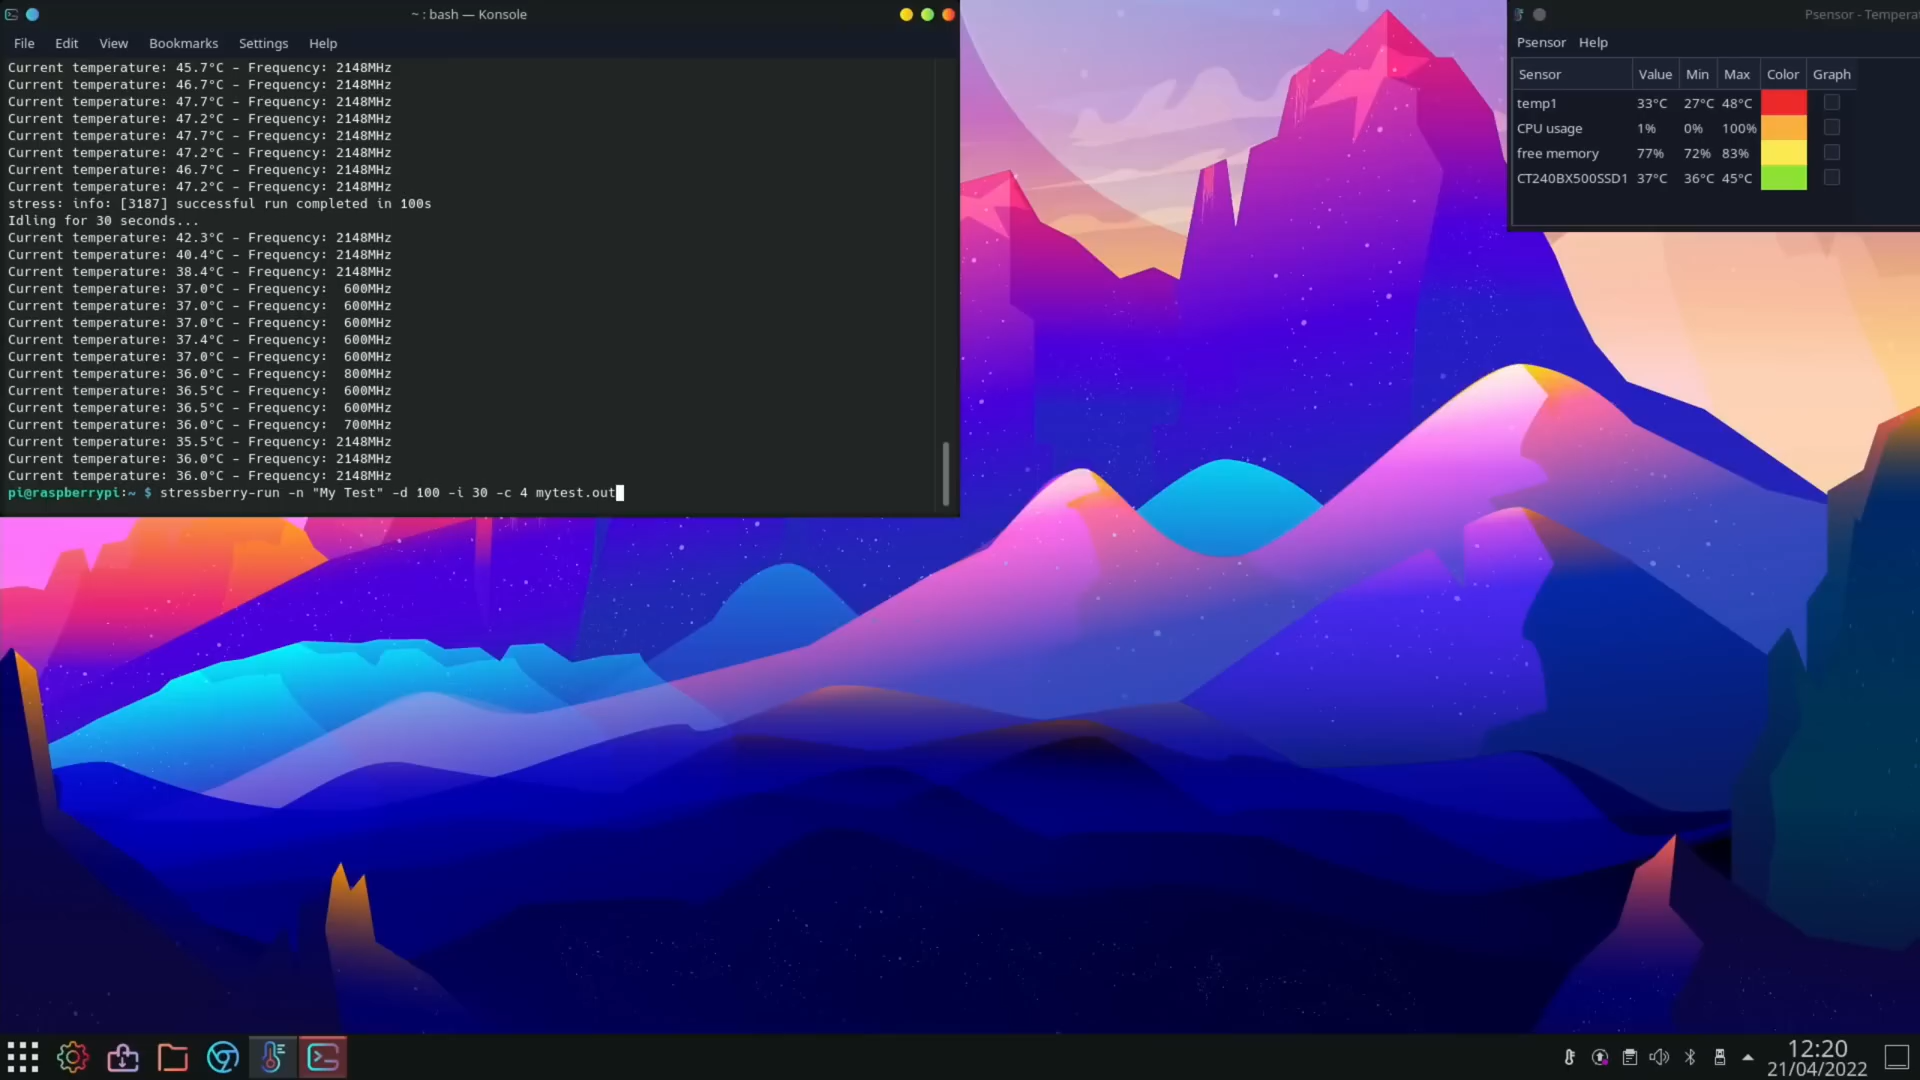 ~ : bash — Konsole
File Edit View Bookmarks Settings Help
Current temperature: 45.7°C - Frequency: 2148MHz
Current temperature: 46.7°C - Frequency: 2148MHz
Current temperature: 47.7°C - Frequency: 2148MHz
Current temperature: 47.2°C - Frequency: 2148MHz
Current temperature: 47.7°C - Frequency: 2148MHz
Current temperature: 47.2°C - Frequency: 2148MHz
Current temperature: 46.7°C - Frequency: 2148MHz
Current temperature: 47.2°C - Frequency: 2148MHz
stress: info: [3187] successful run completed in 100s
Idling for 30 seconds...
Current temperature: 42.3°C - Frequency: 2148MHz
Current temperature: 40.4°C - Frequency: 2148MHz
Current temperature: 38.4°C - Frequency: 2148MHz
Current temperature: 37.0°C - Frequency:  600MHz
Current temperature: 37.0°C - Frequency:  600MHz
Current temperature: 37.0°C - Frequency:  600MHz
Current temperature: 37.4°C - Frequency:  600MHz
Current temperature: 37.0°C - Frequency:  600MHz
Current temperature: 36.0°C - Frequency:  800MHz
Current temperature: 36.5°C - Frequency:  600MHz
Current temperature: 36.5°C - Frequency:  600MHz
Current temperature: 36.0°C - Frequency:  700MHz
Current temperature: 35.5°C - Frequency: 2148MHz
Current temperature: 36.0°C - Frequency: 2148MHz
Current temperature: 36.0°C - Frequency: 2148MHz
pi@raspberrypi:~ $ stressberry-run -n "My Test" -d 100 -i 30 -c 4 mytest.out
Psensor - Tempera
Psensor Help
Sensor Value Min Max Color Graph
temp1 33°C 27°C 48°C
CPU usage 1% 0% 100%
free memory 77% 72% 83%
CT240BX500SSD1 37°C 36°C 45°C
12:20
21/04/2022